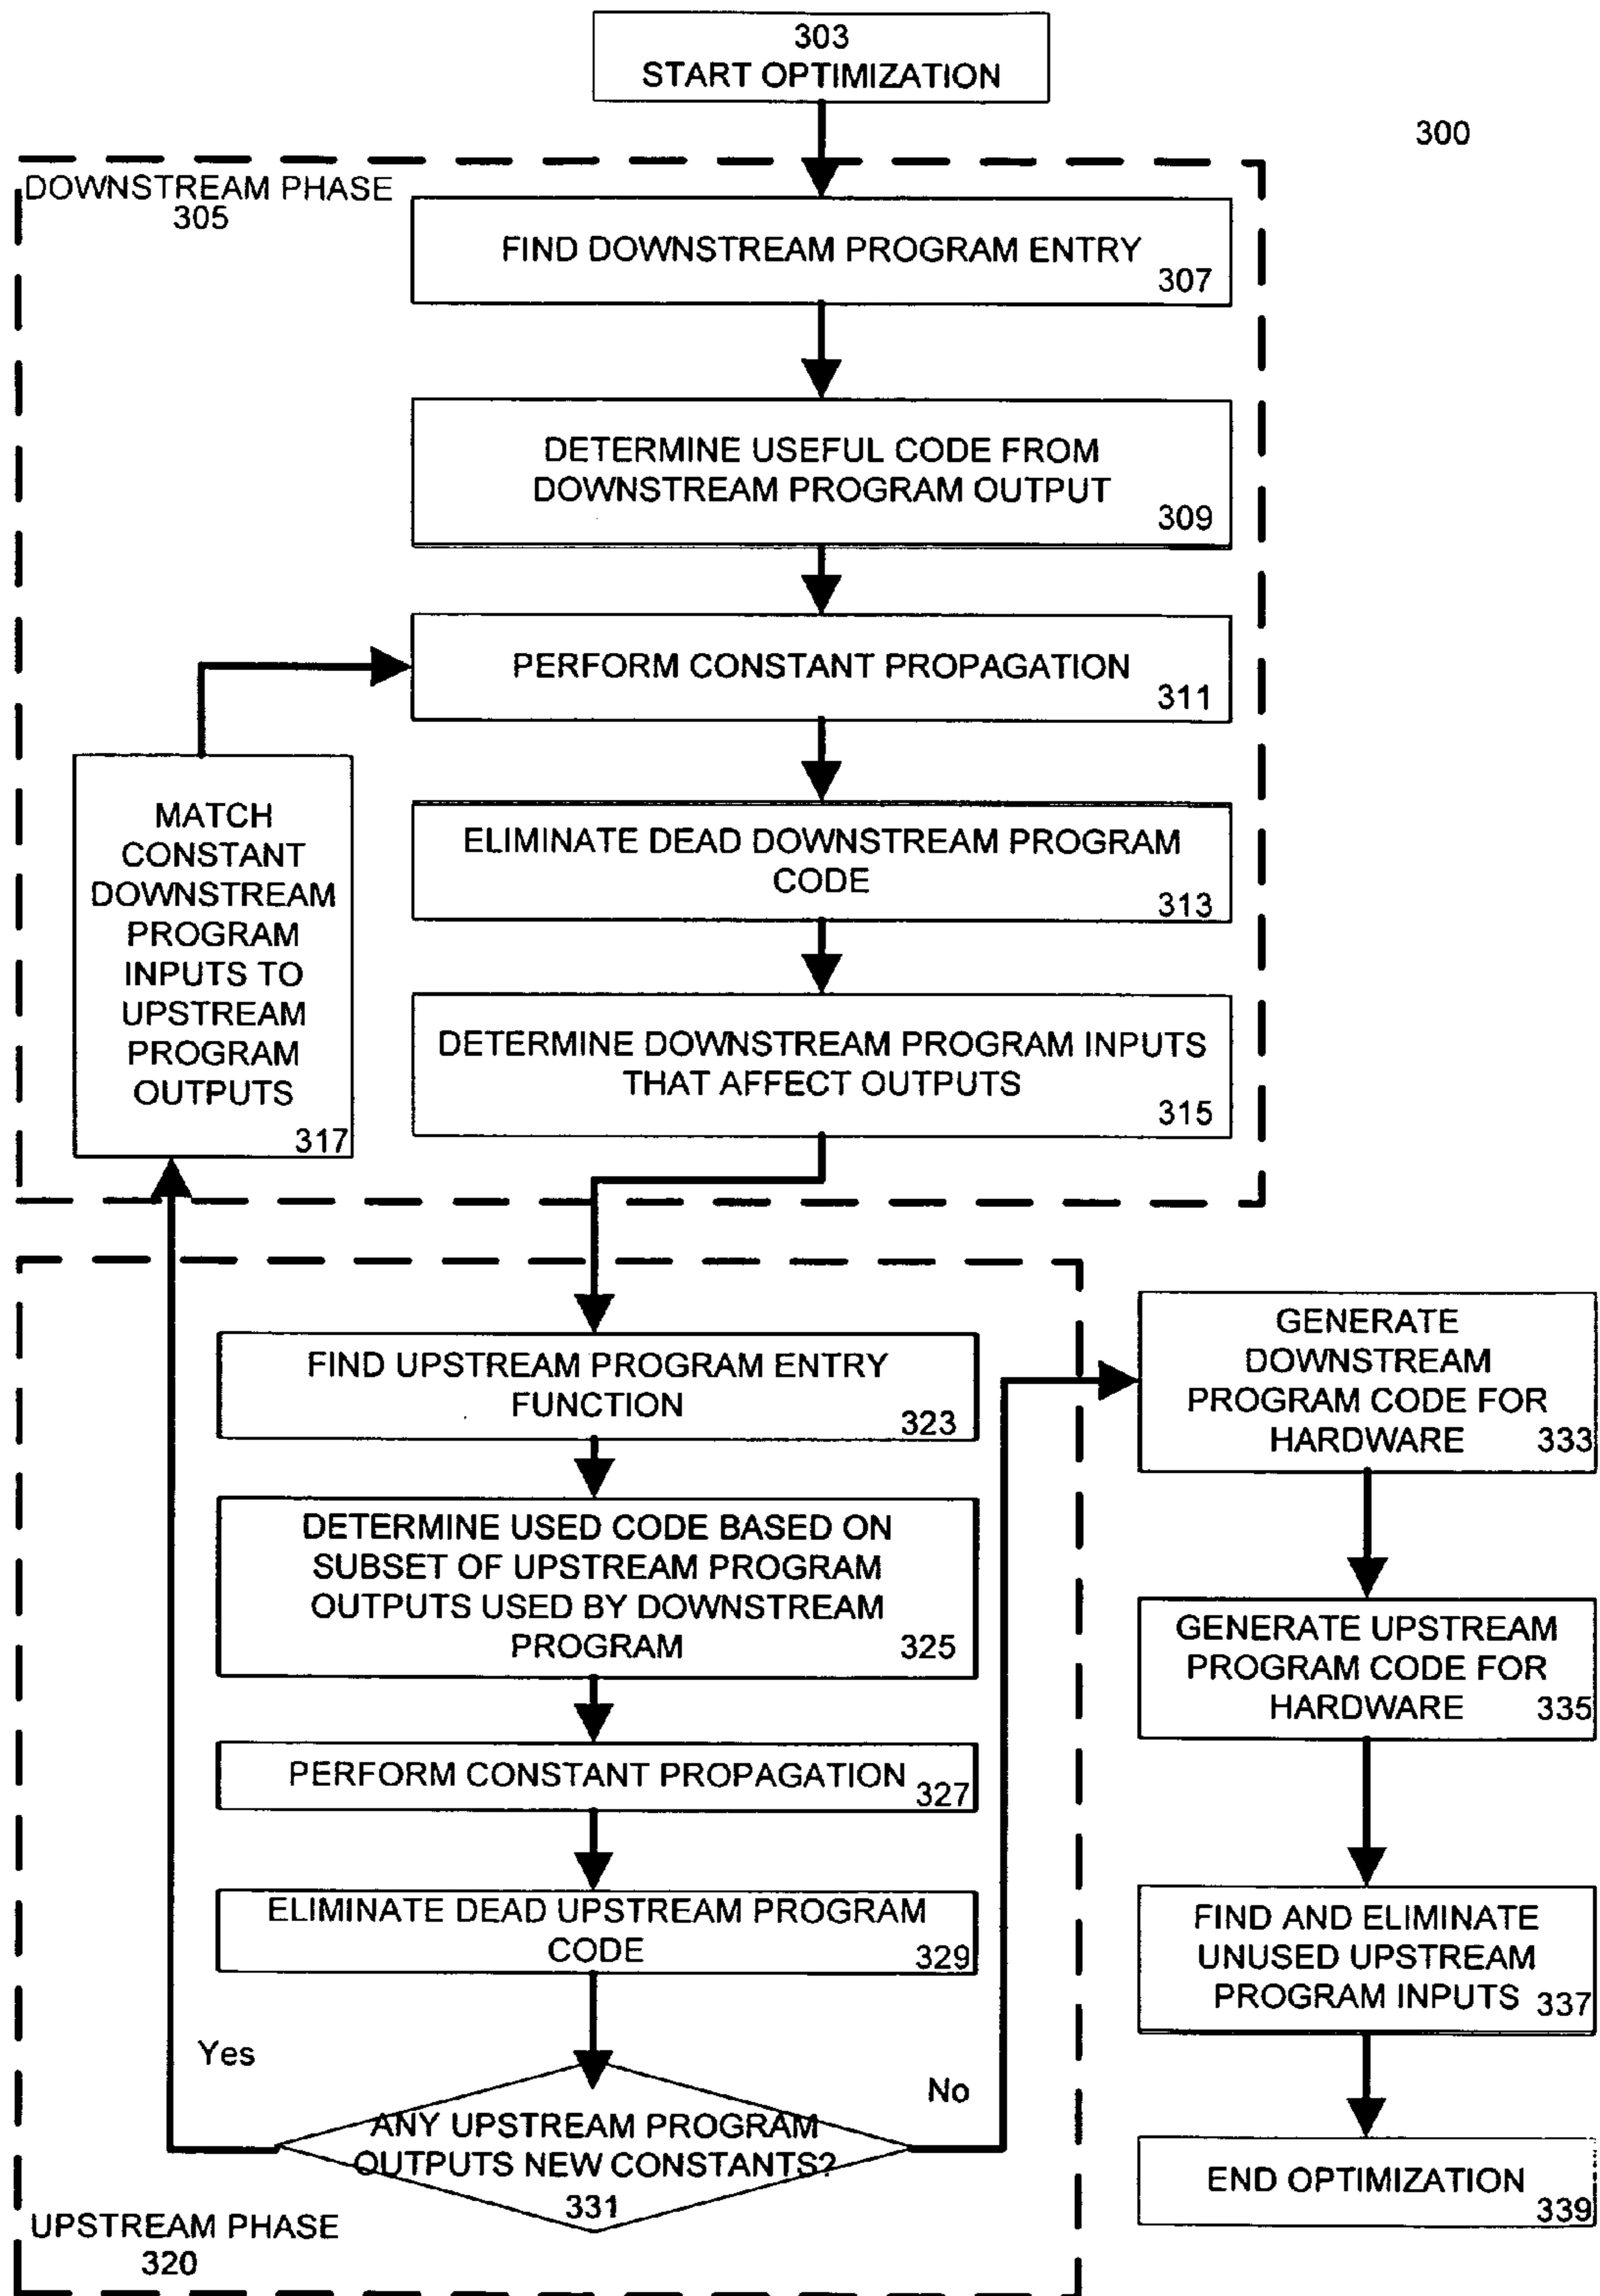 303
START OPTIMIZATION
300
DOWNSTREAM PHASE
305
FIND DOWNSTREAM PROGRAM ENTRY
307
DETERMINE USEFUL CODE FROM
DOWNSTREAM PROGRAM OUTPUT
309
PERFORM CONSTANT PROPAGATION
311
MATCH
CONSTANT
DOWNSTREAM
PROGRAM
INPUTS TO
UPSTREAM
PROGRAM
OUTPUTS
317
ELIMINATE DEAD DOWNSTREAM PROGRAM
CODE
313
DETERMINE DOWNSTREAM PROGRAM INPUTS
THAT AFFECT OUTPUTS
315
FIND UPSTREAM PROGRAM ENTRY
FUNCTION
323
DETERMINE USED CODE BASED ON
SUBSET OF UPSTREAM PROGRAM
OUTPUTS USED BY DOWNSTREAM
PROGRAM
325
PERFORM CONSTANT PROPAGATION
327
ELIMINATE DEAD UPSTREAM PROGRAM
CODE
329
Yes
No
ANY UPSTREAM PROGRAM
OUTPUTS NEW CONSTANTS?
331
UPSTREAM PHASE
320
GENERATE
DOWNSTREAM
PROGRAM CODE FOR
HARDWARE
333
GENERATE UPSTREAM
PROGRAM CODE FOR
HARDWARE
335
FIND AND ELIMINATE
UNUSED UPSTREAM
PROGRAM INPUTS
337
END OPTIMIZATION
339